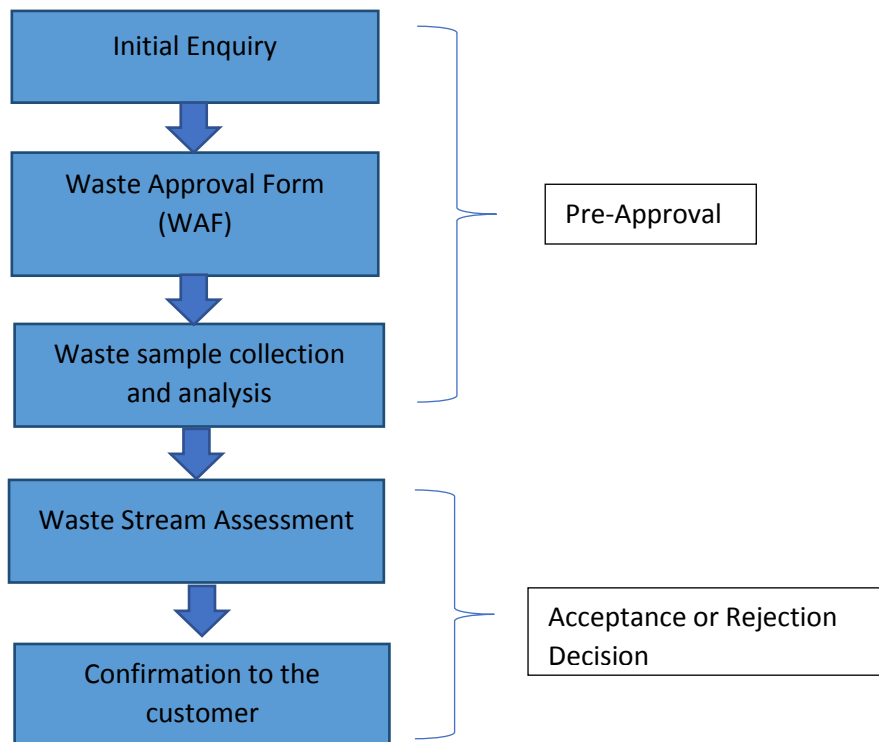 Initial Enquiry
Waste Approval Form
(WAF)
Pre-Approval
Waste sample collection
and analysis
Waste Stream Assessment
Acceptance or Rejection
Decision
Confirmation to the
customer